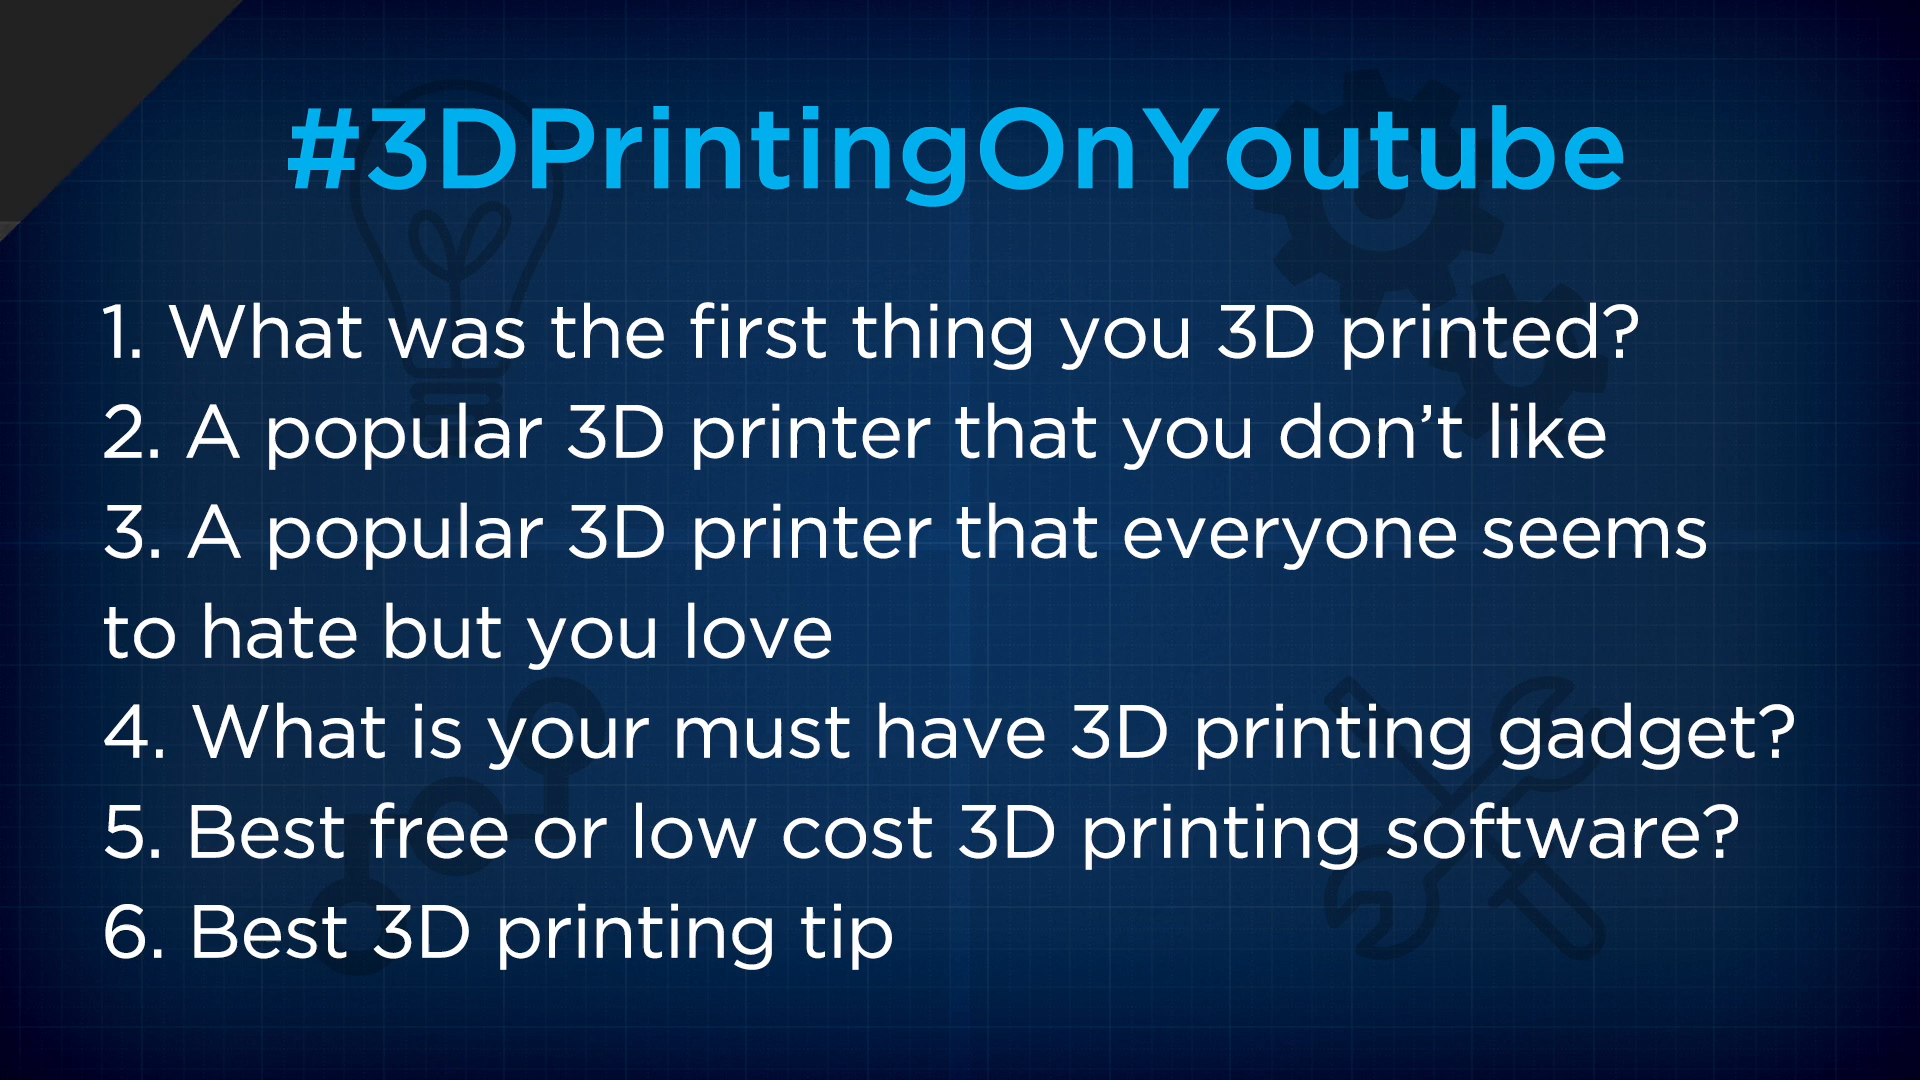 #3DPrintingOnYoutube
1. What was the first thing you 3D printed?
2. A popular 3D printer that you don’t like
3. A popular 3D printer that everyone seems
to hate but you love
4. What is your must have 3D printing gadget?
5. Best free or low cost 3D printing software?
6. Best 3D printing tip